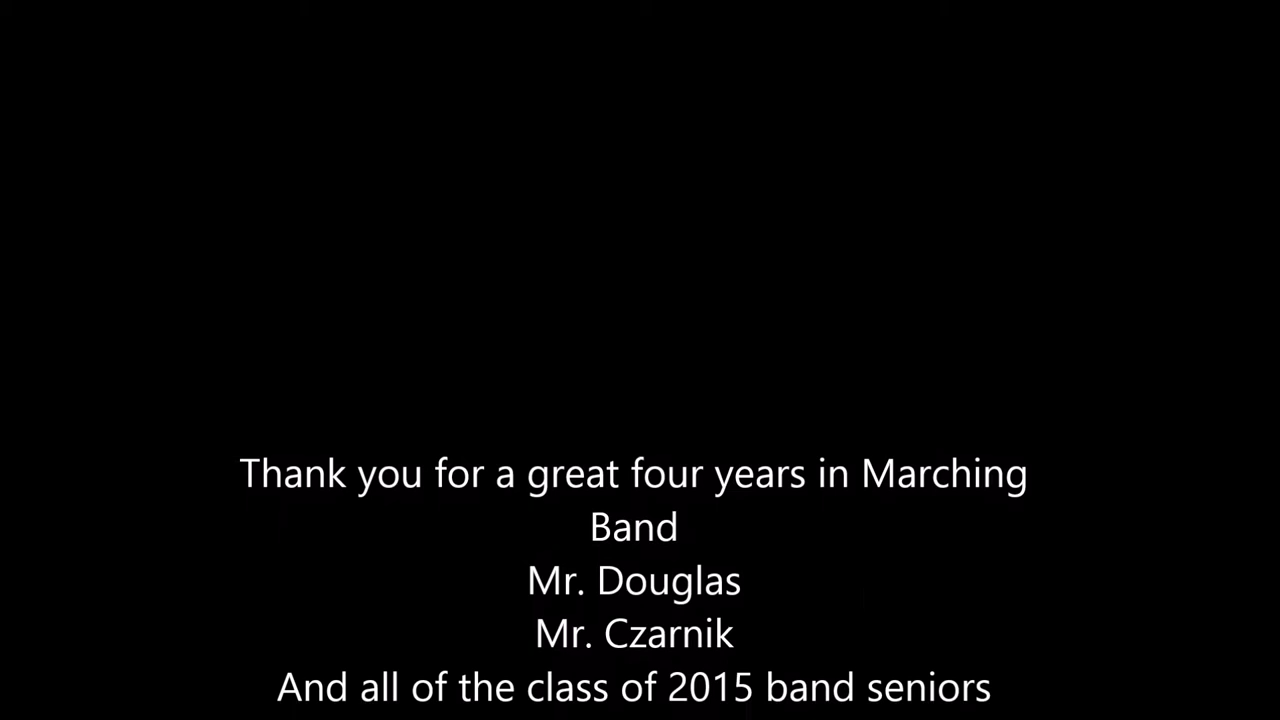 Thank you for a great four years in Marching
Band
Mr. Douglas
Mr. Czarnik
And all of the class of 2015 band seniors